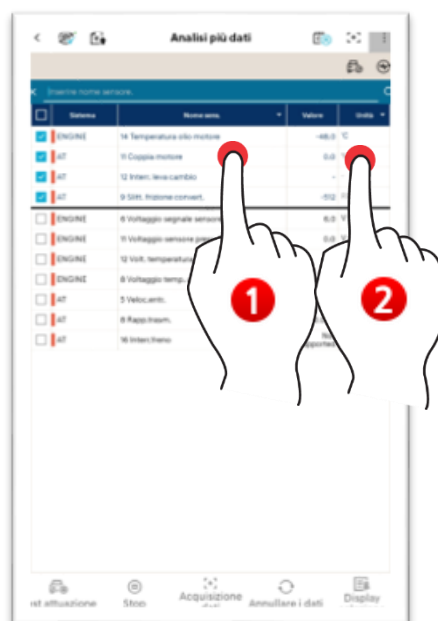 Analisi più dati
Inserire nome sensore.
Sistema Nome sens. Valore Unità
ENGINE 14 Temperatura olio motore -48.0 °C
AT 11 Coppia motore 0.0
AT 12 Interr. leva cambio - -
AT 9 Slitt. frizione convert. -512
ENGINE 6 Voltaggio segnale sensore 6.0 V
ENGINE 11 Voltaggio sensore 0.0 V
ENGINE 12 Volt. temperatura
ENGINE 8 Voltaggio temp.
AT 3 Veloc.entr.
AT 8 Rapp.trasm.
AT 16 Inter.freno
1 2
Stop
Acquisizione dati
Annullare i dati
Display